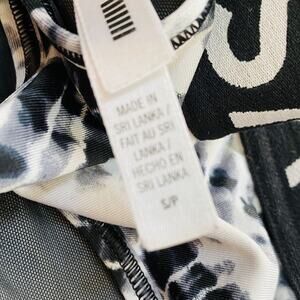 MADE IN
SRI LANKA /
FAIT AU SRI
LANKA /
HECHO EN
SRI LANKA
S/P
S